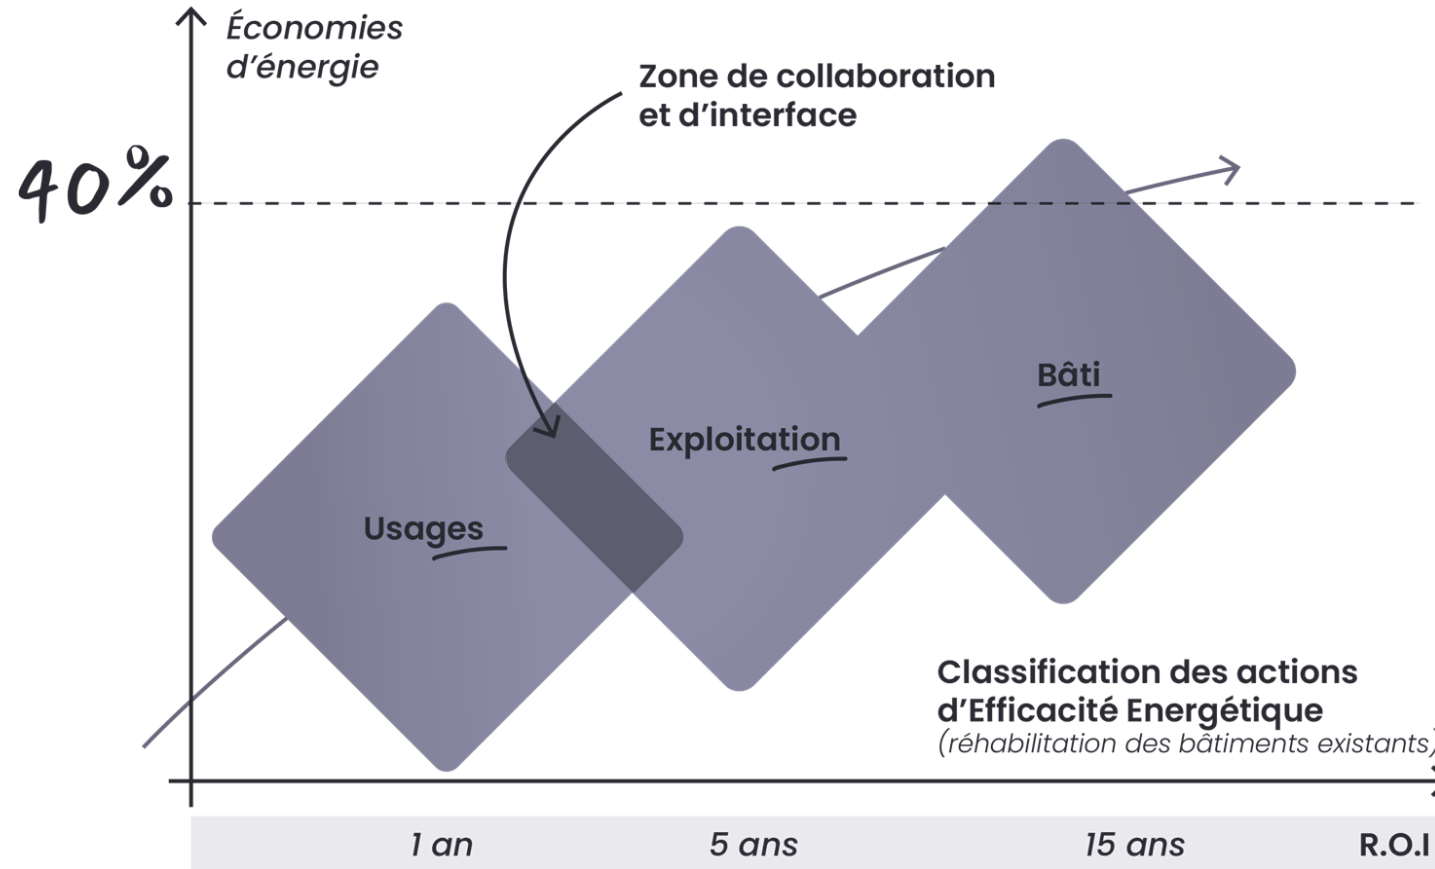 Économies
d’énergie
Zone de collaboration
et d’interface
40%
Bâti
Exploitation
Usages
Classification des actions
d’Efficacité Energétique
(réhabilitation des bâtiments existants)
1 an
5 ans
15 ans
R.O.I